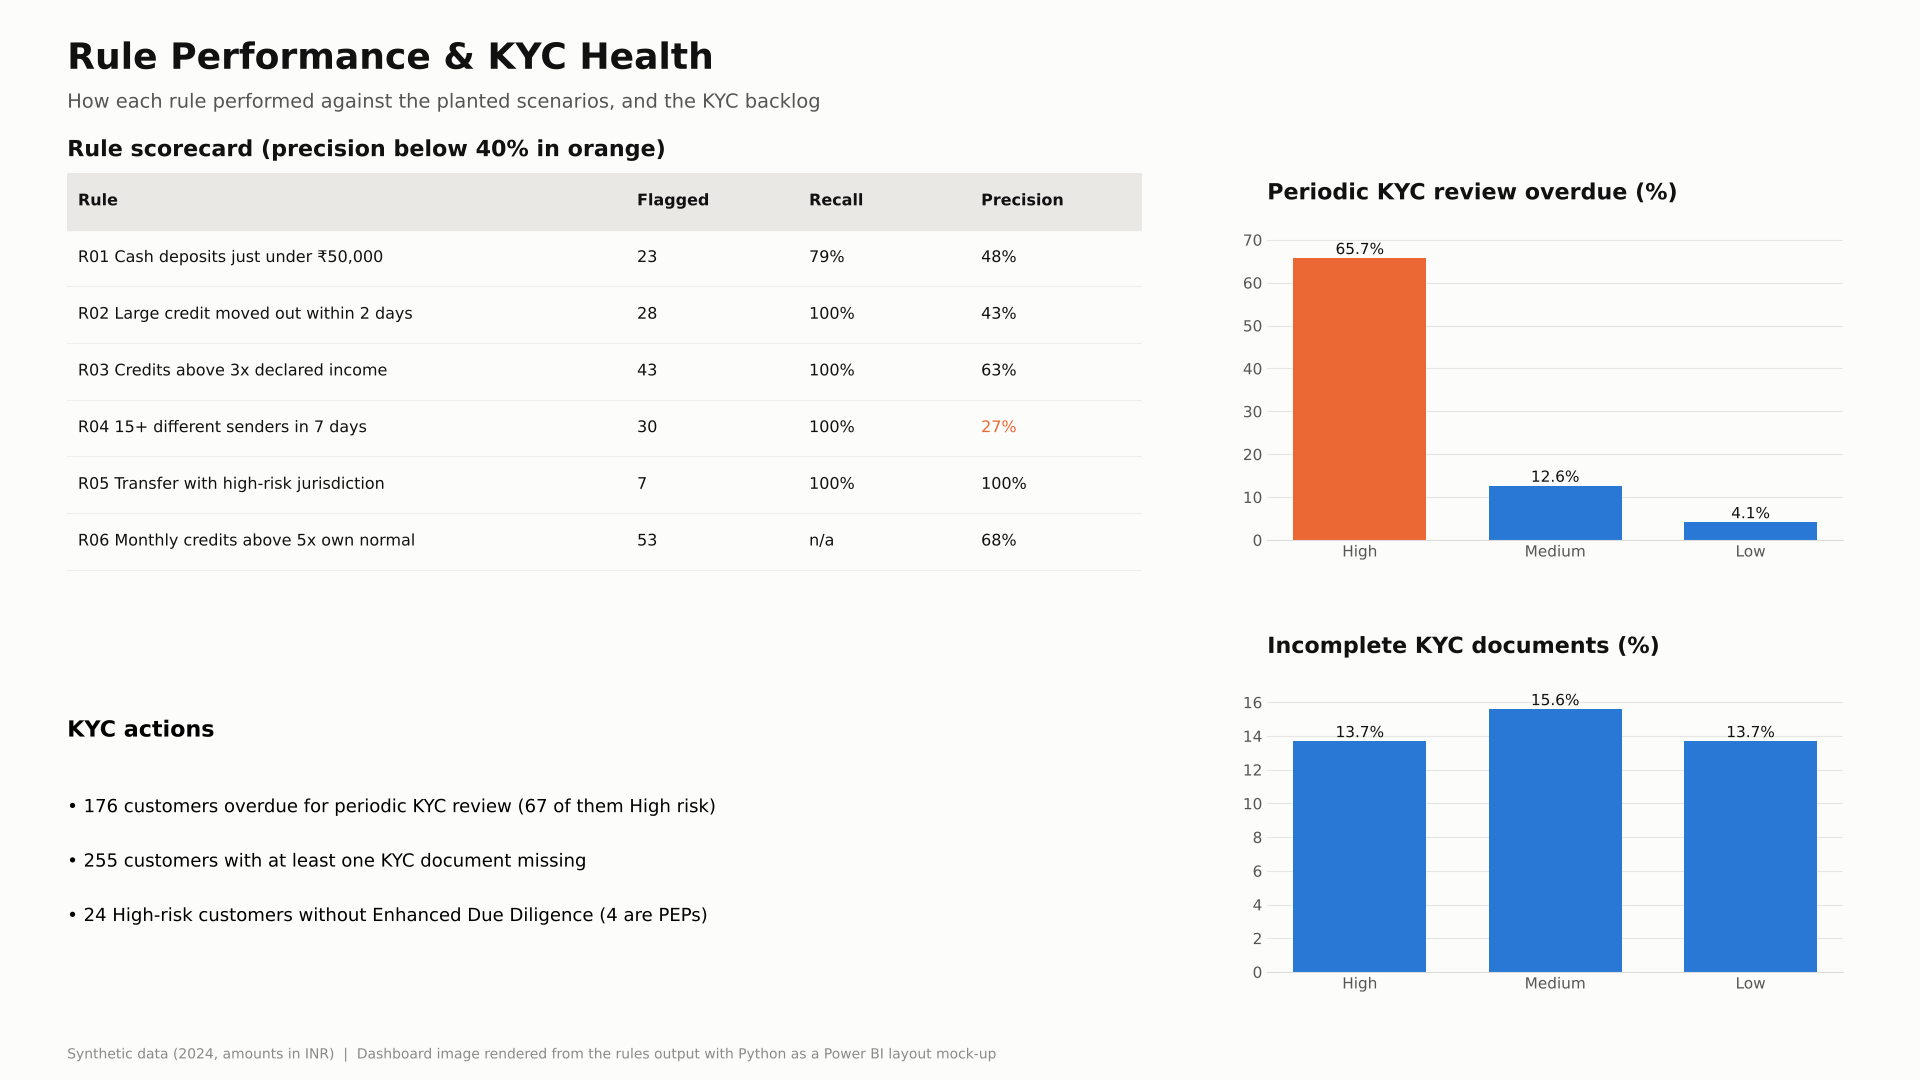 Rule Performance & KYC Health
How each rule performed against the planted scenarios, and the KYC backlog
Rule scorecard (precision below 40% in orange)
Rule Flagged Recall Precision
R01 Cash deposits just under ₹50,000 23 79% 48%
R02 Large credit moved out within 2 days 28 100% 43%
R03 Credits above 3x declared income 43 100% 63%
R04 15+ different senders in 7 days 30 100% 27%
R05 Transfer with high-risk jurisdiction 7 100% 100%
R06 Monthly credits above 5x own normal 53 n/a 68%
KYC actions
• 176 customers overdue for periodic KYC review (67 of them High risk)
• 255 customers with at least one KYC document missing
• 24 High-risk customers without Enhanced Due Diligence (4 are PEPs)
Periodic KYC review overdue (%)
70
60
50
40
30
20
10
0
65.7%
12.6%
4.1%
High Medium Low
Incomplete KYC documents (%)
16
14
12
10
8
6
4
2
0
13.7%
15.6%
13.7%
High Medium Low
Synthetic data (2024, amounts in INR) | Dashboard image rendered from the rules output with Python as a Power BI layout mock-up